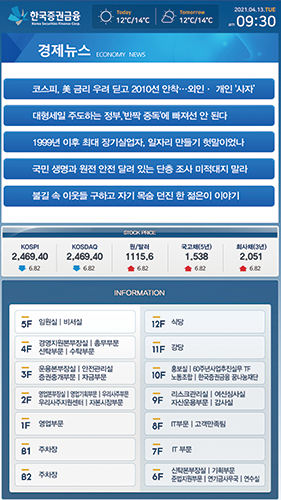 한국증권금융
Korea Securities Finance Corp.
Today
12℃/14℃
Tomorrow
12℃/14℃
2021.04.13.TUE
AM 09:30
경제뉴스 ECONOMY NEWS
코스피, 美 금리 우려 딛고 2010선 안착…외인· 개인 '사자'
대형세일 주도하는 정부,'반짝 중독'에 빠져선 안 된다
1999이후 최대 장기실업자, 일자리 만들기 헛말이었나
국민 생명과 원전 안전 달려 있는 단층 조사 미적대지 말라
불길 속 이웃들 구하고 자기 목숨 던진 한 젊은이 이야기
STOCK PRICE
KOSPI
2,469,40
6.82
KOSDAQ
2,469,40
6.82
원/달러
1115,6
6.82
국고채(5년)
1,538
6.82
회사채(3년)
2,051
6.82
INFORMATION
5F 임원실 | 비서실
4F 경영지원본부장실 | 총무부문
신탁부문 | 수탁부문
3F 운용본부장실 | 안전관리실
증권중개부문 | 자금부문
2F 영업본부장실 | 영업기획부문 | 우리사주부문
우리사주지원센터 | 자본시장부문
1F 영업부문
B1 주차장
B2 주차장
12F 식당
11F 강당
10F 홍보실 | 60주년사업추진실무 TF
노동조합 | 한국증권금융 꿈나눔재단
9F 리스크관리실 | 여신심사실
자산운용부문 | 감사실
8F IT부문 | 고객만족팀
7F IT 부문
6F 신탁본부장실 | 기획부문
준법지원부문 | 연기금사무국 | 연수실